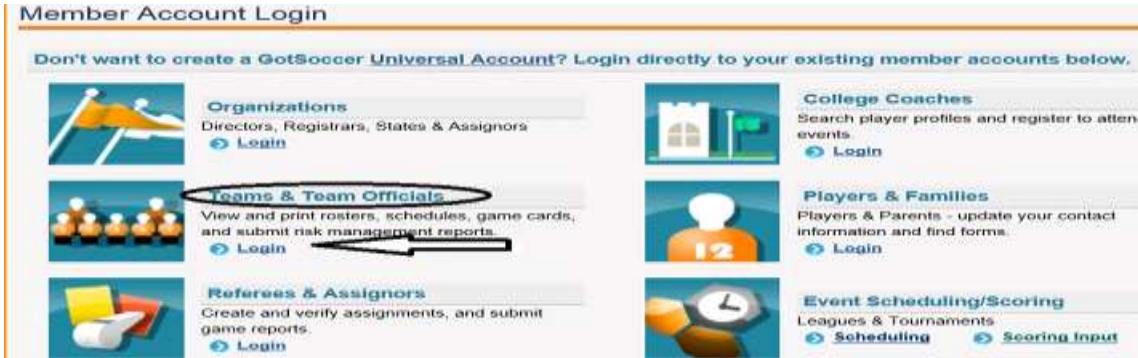 Member Account Login
Don't want to create a GotSoccer Universal Account? Login directly to your existing member accounts below.
Organizations
Directors, Registrars, States & Assignors
Login
Teams & Team Officials
View and print rosters, schedules, game cards,
and submit risk management reports.
Login
Referees & Assignors
Create and verify assignments, and submit
game reports.
Login
College Coaches
Search player profiles and register to atten
events
Login
Players & Families
Players & Parents - update your contact
information and find forms.
Login
12
Event Scheduling/Scoring
Leagues & Tournaments
Scheduling Scoring Input